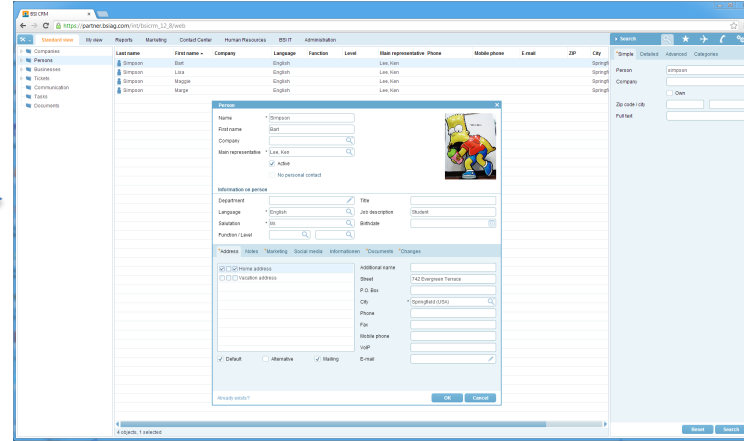 BSI CRM
https://partner.bsiag.com/int/bsicrm_12_8/web
Standard view My view Reports Marketing Contact Center Human Resources BSI IT Administration
Search
Companies
Persons
Businesses
Tickets
Communication
Tasks
Documents
Last name First name Company Language Function Level Main representative Phone Mobile phone E-mail ZIP City
Simpson Bart English Lee, Ken Springfi
Simpson Lisa English Lee, Ken Springfi
Simpson Maggie English Lee, Ken Springfi
Simpson Marge English Lee, Ken Springfi
*Simple Detailed Advanced Categories
Person simpson
Company
Own
Zip code / city
Full text
Person
Name * Simpson
First name Bart
Company
Main representative * Lee, Ken
Active
No personal contact
Information on person
Department Title
Language * English Job description Student
Salutation * Mr. Birthdate
Function / Level
*Address Notes *Marketing Social media Informationen *Documents *Changes
Home address
Vacation address
Additional name
Street 742 Evergreen Terrace
P.O. Box
City * Springfield (USA)
Phone
Fax
Mobile phone
VoIP
E-mail
Default Alternative Mailing
Already exists? OK Cancel
4 objects, 1 selected
Reset Search